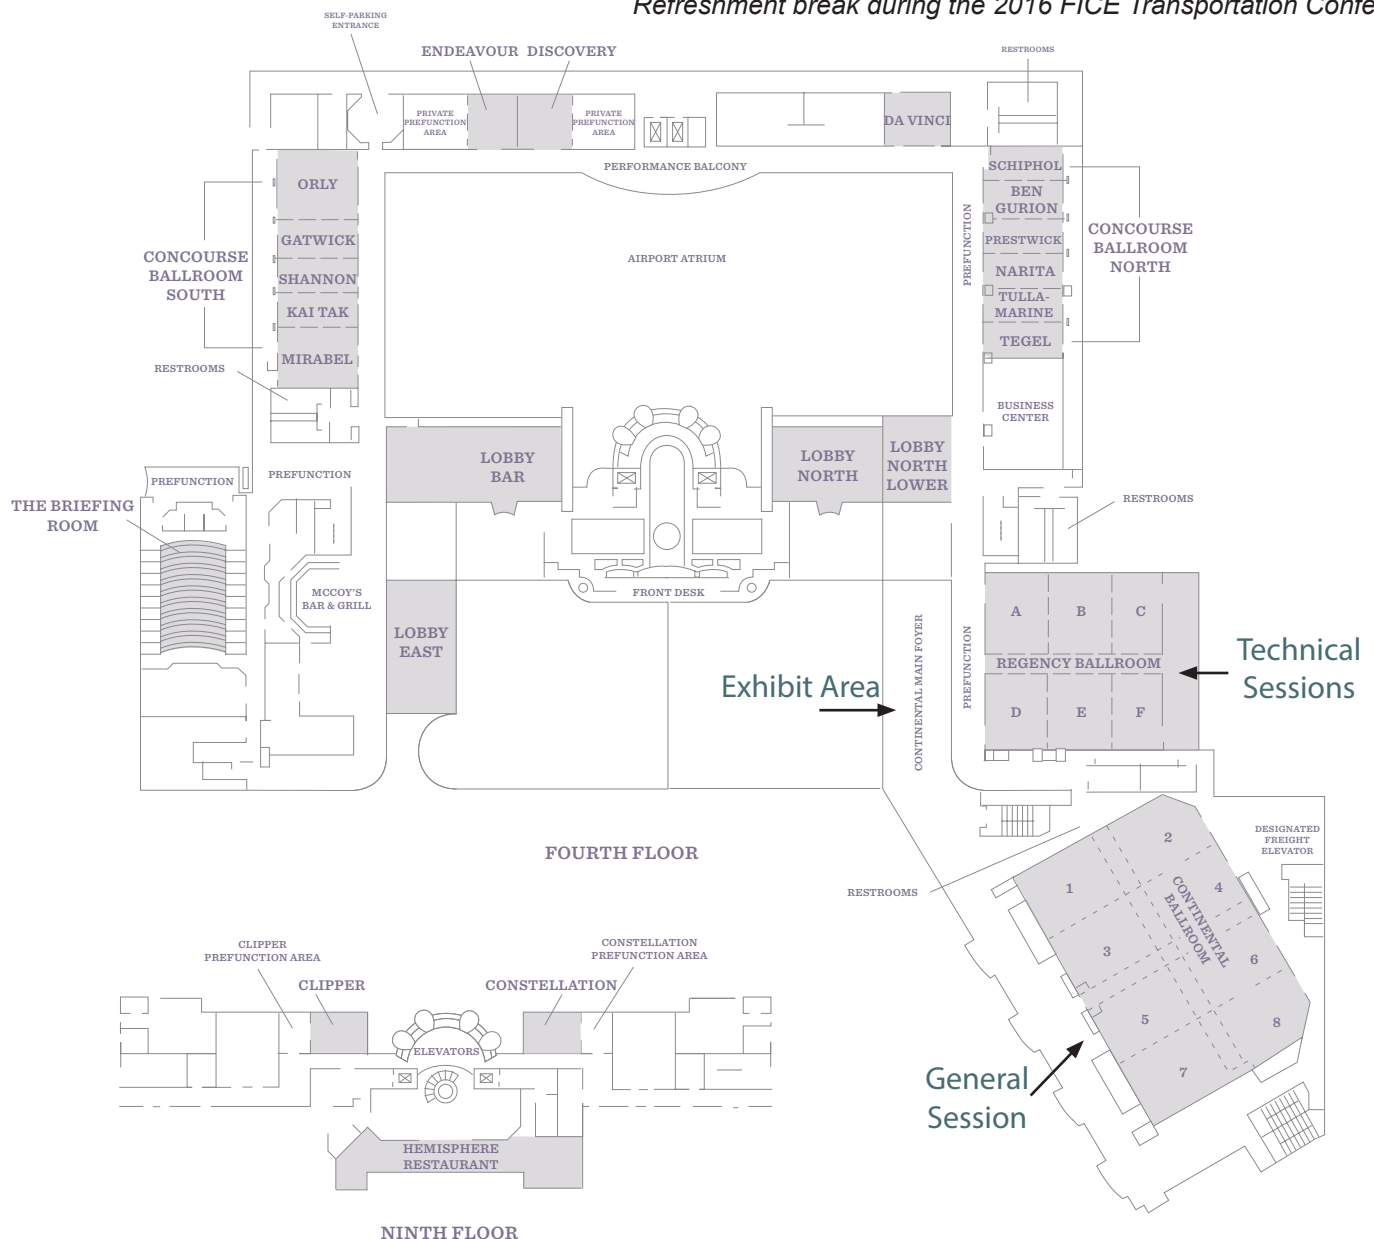 Refreshment break during the 2016 FICE Transportation Confe
SELF-PARKING
ENTRANCE
ENDEAVOUR DISCOVERY
RESTROOMS
PRIVATE
PREFUNCTION
AREA
PRIVATE
PREFUNCTION
AREA
DA VINCI
PERFORMANCE BALCONY
ORLY
GATWICK
SHANNON
KAI TAK
MIRABEL
CONCOURSE
BALLROOM
SOUTH
RESTROOMS
AIRPORT ATRIUM
PREFUNCTION
SCHIPHOL
BEN
GURION
PRESTWICK
NARITA
TULLA-
MARINE
TEGEL
CONCOURSE
BALLROOM
NORTH
BUSINESS
CENTER
LOBBY
BAR
LOBBY
NORTH
LOBBY
NORTH
LOWER
PREFUNCTION
PREFUNCTION
THE BRIEFING
ROOM
RESTROOMS
MCCOY'S
BAR & GRILL
LOBBY
EAST
FRONT DESK
CONTINENTAL MAIN FOYER
PREFUNCTION
A
B
C
REGENCY BALLROOM
D
E
F
Technical
Sessions
Exhibit Area
FOURTH FLOOR
DESIGNATED
FREIGHT
ELEVATOR
RESTROOMS
1
2
3
4
5
6
7
8
CONTINENTAL
BALLROOM
General
Session
CLIPPER
PREFUNCTION AREA
CONSTELLATION
PREFUNCTION AREA
CLIPPER
CONSTELLATION
ELEVATORS
HEMISPHERE
RESTAURANT
NINTH FLOOR